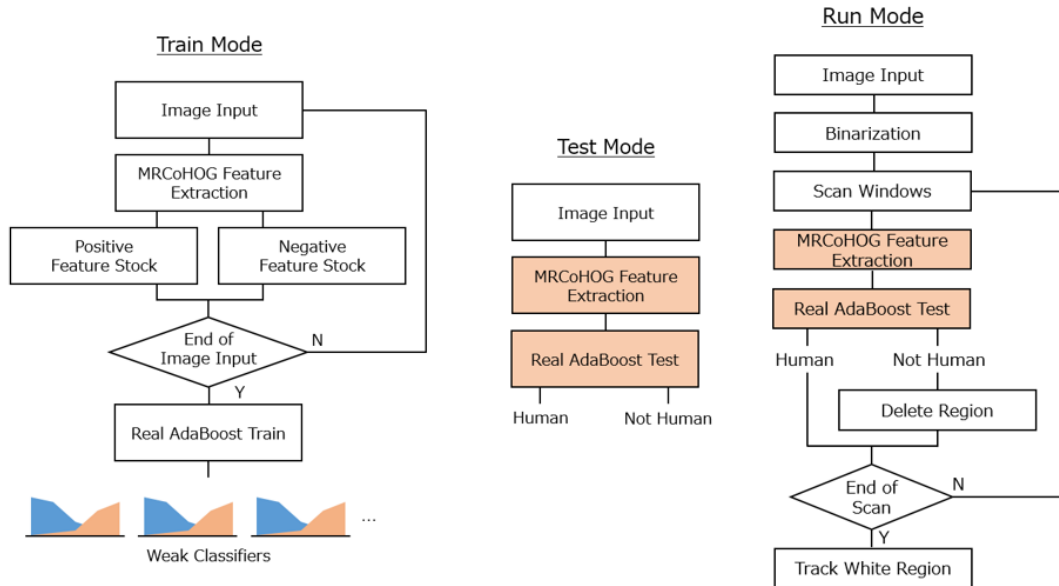 Train Mode
Image Input
MRCoHOG Feature
Extraction
Positive
Feature Stock
Negative
Feature Stock
End of
Image Input
N
Y
Real AdaBoost Train
...
Weak Classifiers
Test Mode
Image Input
MRCoHOG Feature
Extraction
Real AdaBoost Test
Human
Not Human
Run Mode
Image Input
Binarization
Scan Windows
MRCoHOG Feature
Extraction
Real AdaBoost Test
Human
Not Human
Delete Region
End of
Scan
N
Y
Track White Region